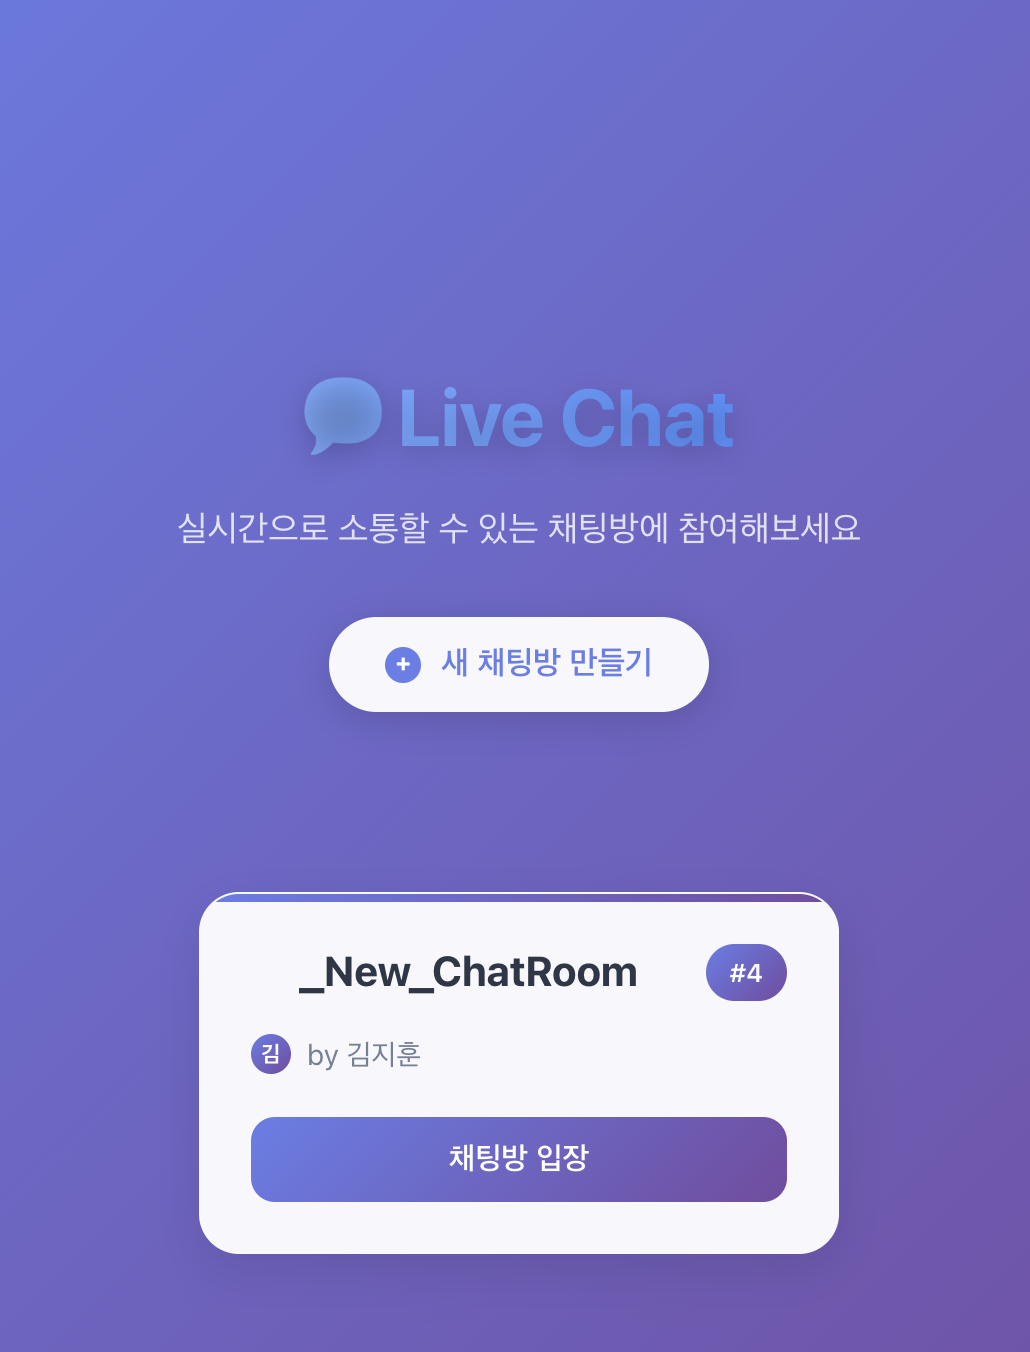 Live Chat
실시간으로 소통할 수 있는 채팅방에 참여해보세요
+ 새 채팅방 만들기
_New_ChatRoom #4
김 by 김지훈
채팅방 입장